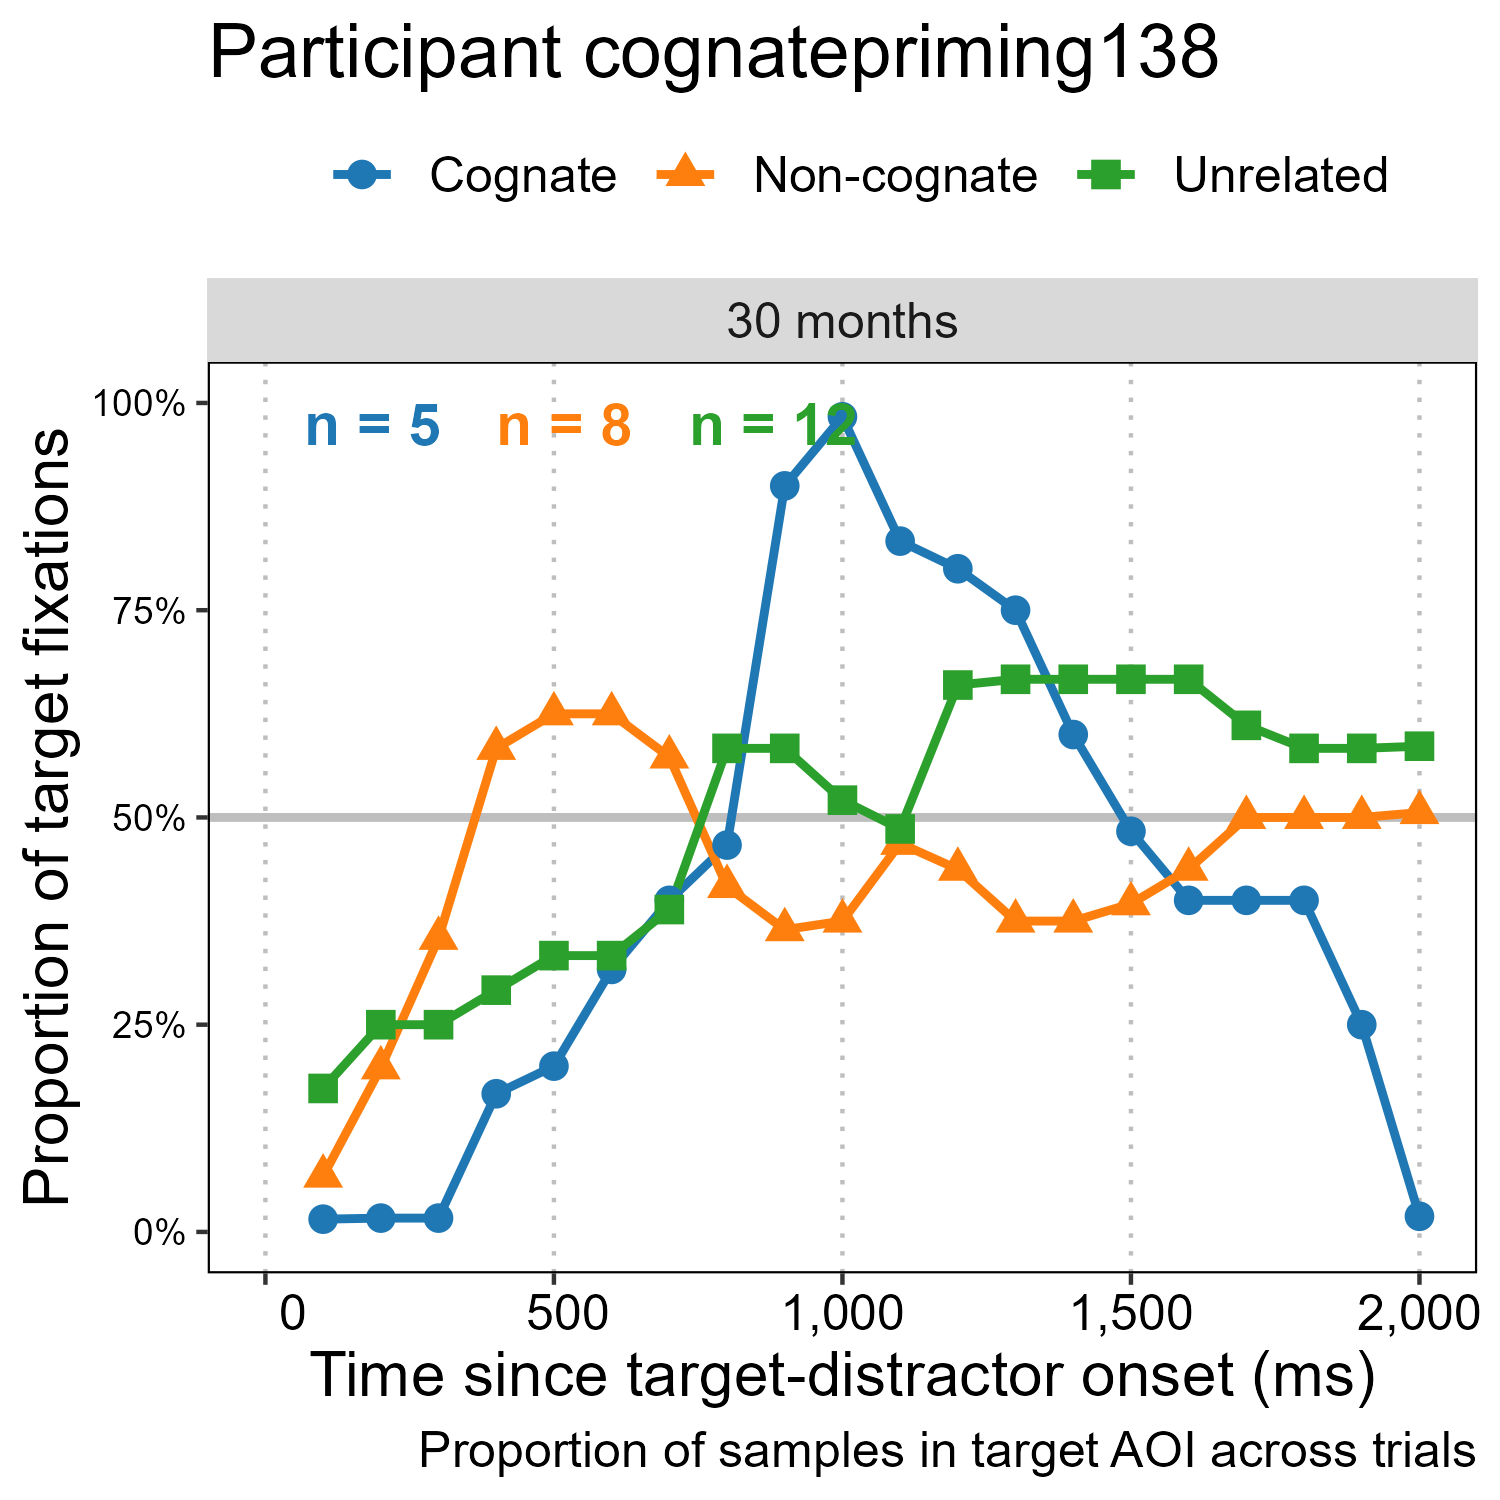 Participant cognatepriming138
Cognate Non-cognate Unrelated
30 months
n = 5 n = 8 n = 12
100%
75%
50%
25%
0%
Proportion of target fixations
0 500 1,000 1,500 2,000
Time since target-distractor onset (ms)
Proportion of samples in target AOI across trials